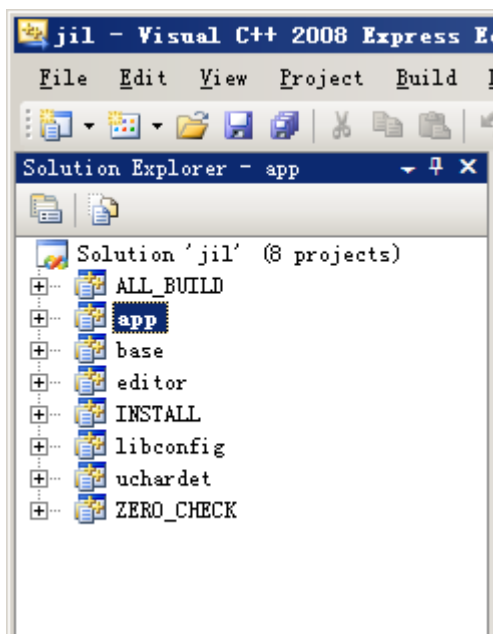 jil - Visual C++ 2008 Express
File Edit View Project Build
Solution Explorer - app
Solution 'jil' (8 projects)
ALL_BUILD
app
base
editor
INSTALL
libconfig
uchardet
ZERO_CHECK